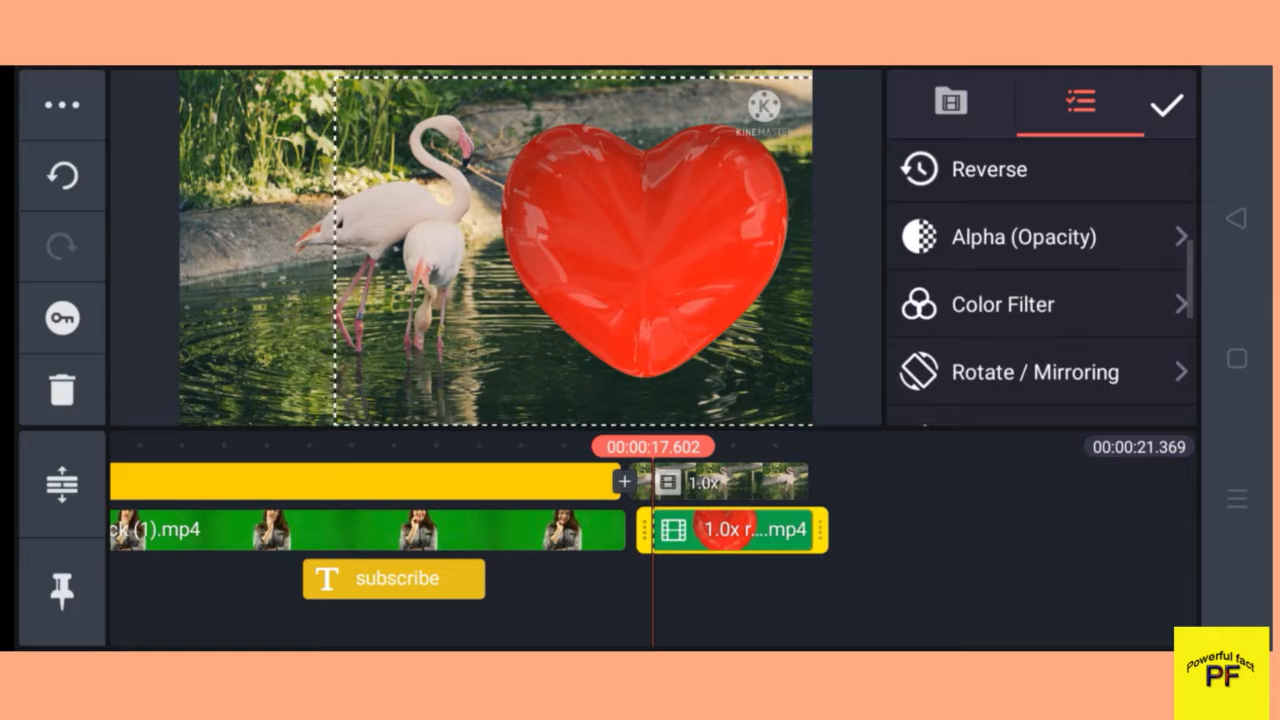 KINEMASTER
Reverse
Alpha (Opacity)
Color Filter
Rotate / Mirroring
00:00:17.602
00:00:21.369
1.0x
ck (1).mp4
1.0x r....mp4
T subscribe
Powerful fact
PF